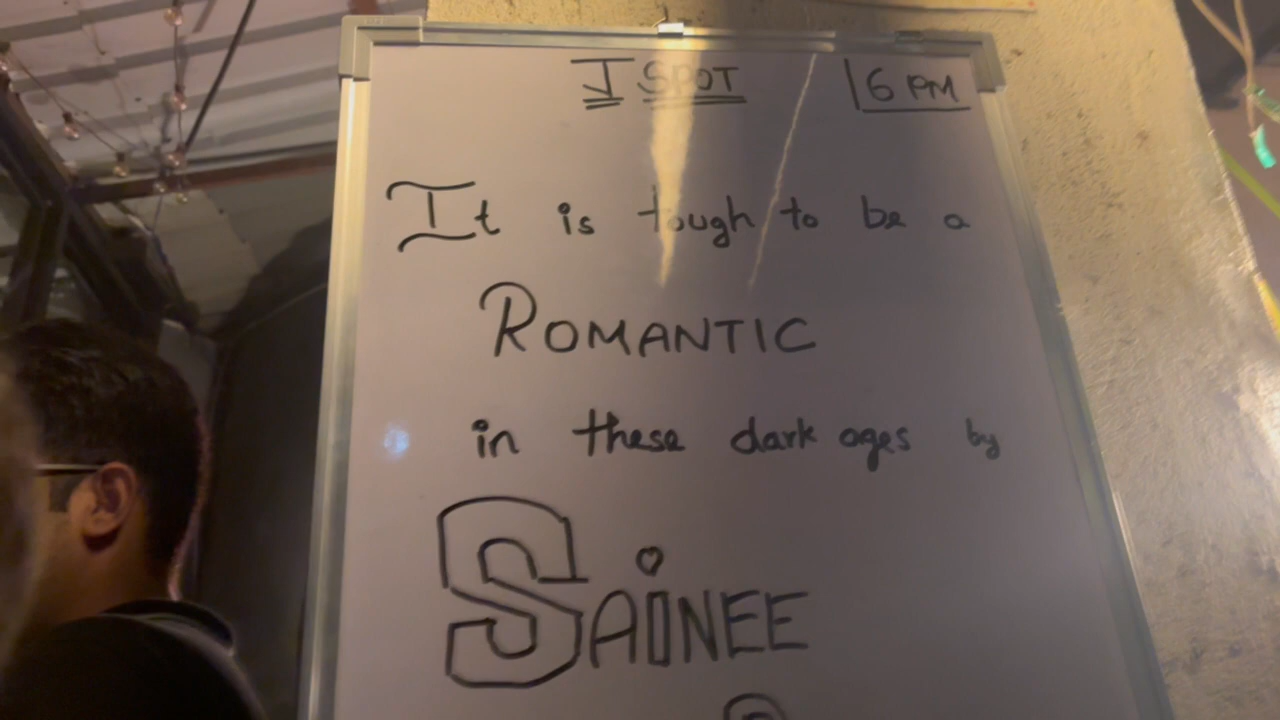 I SPOT 6 PM
It is tough to be a
ROMANTIC
in these dark ages by
SAiNEE